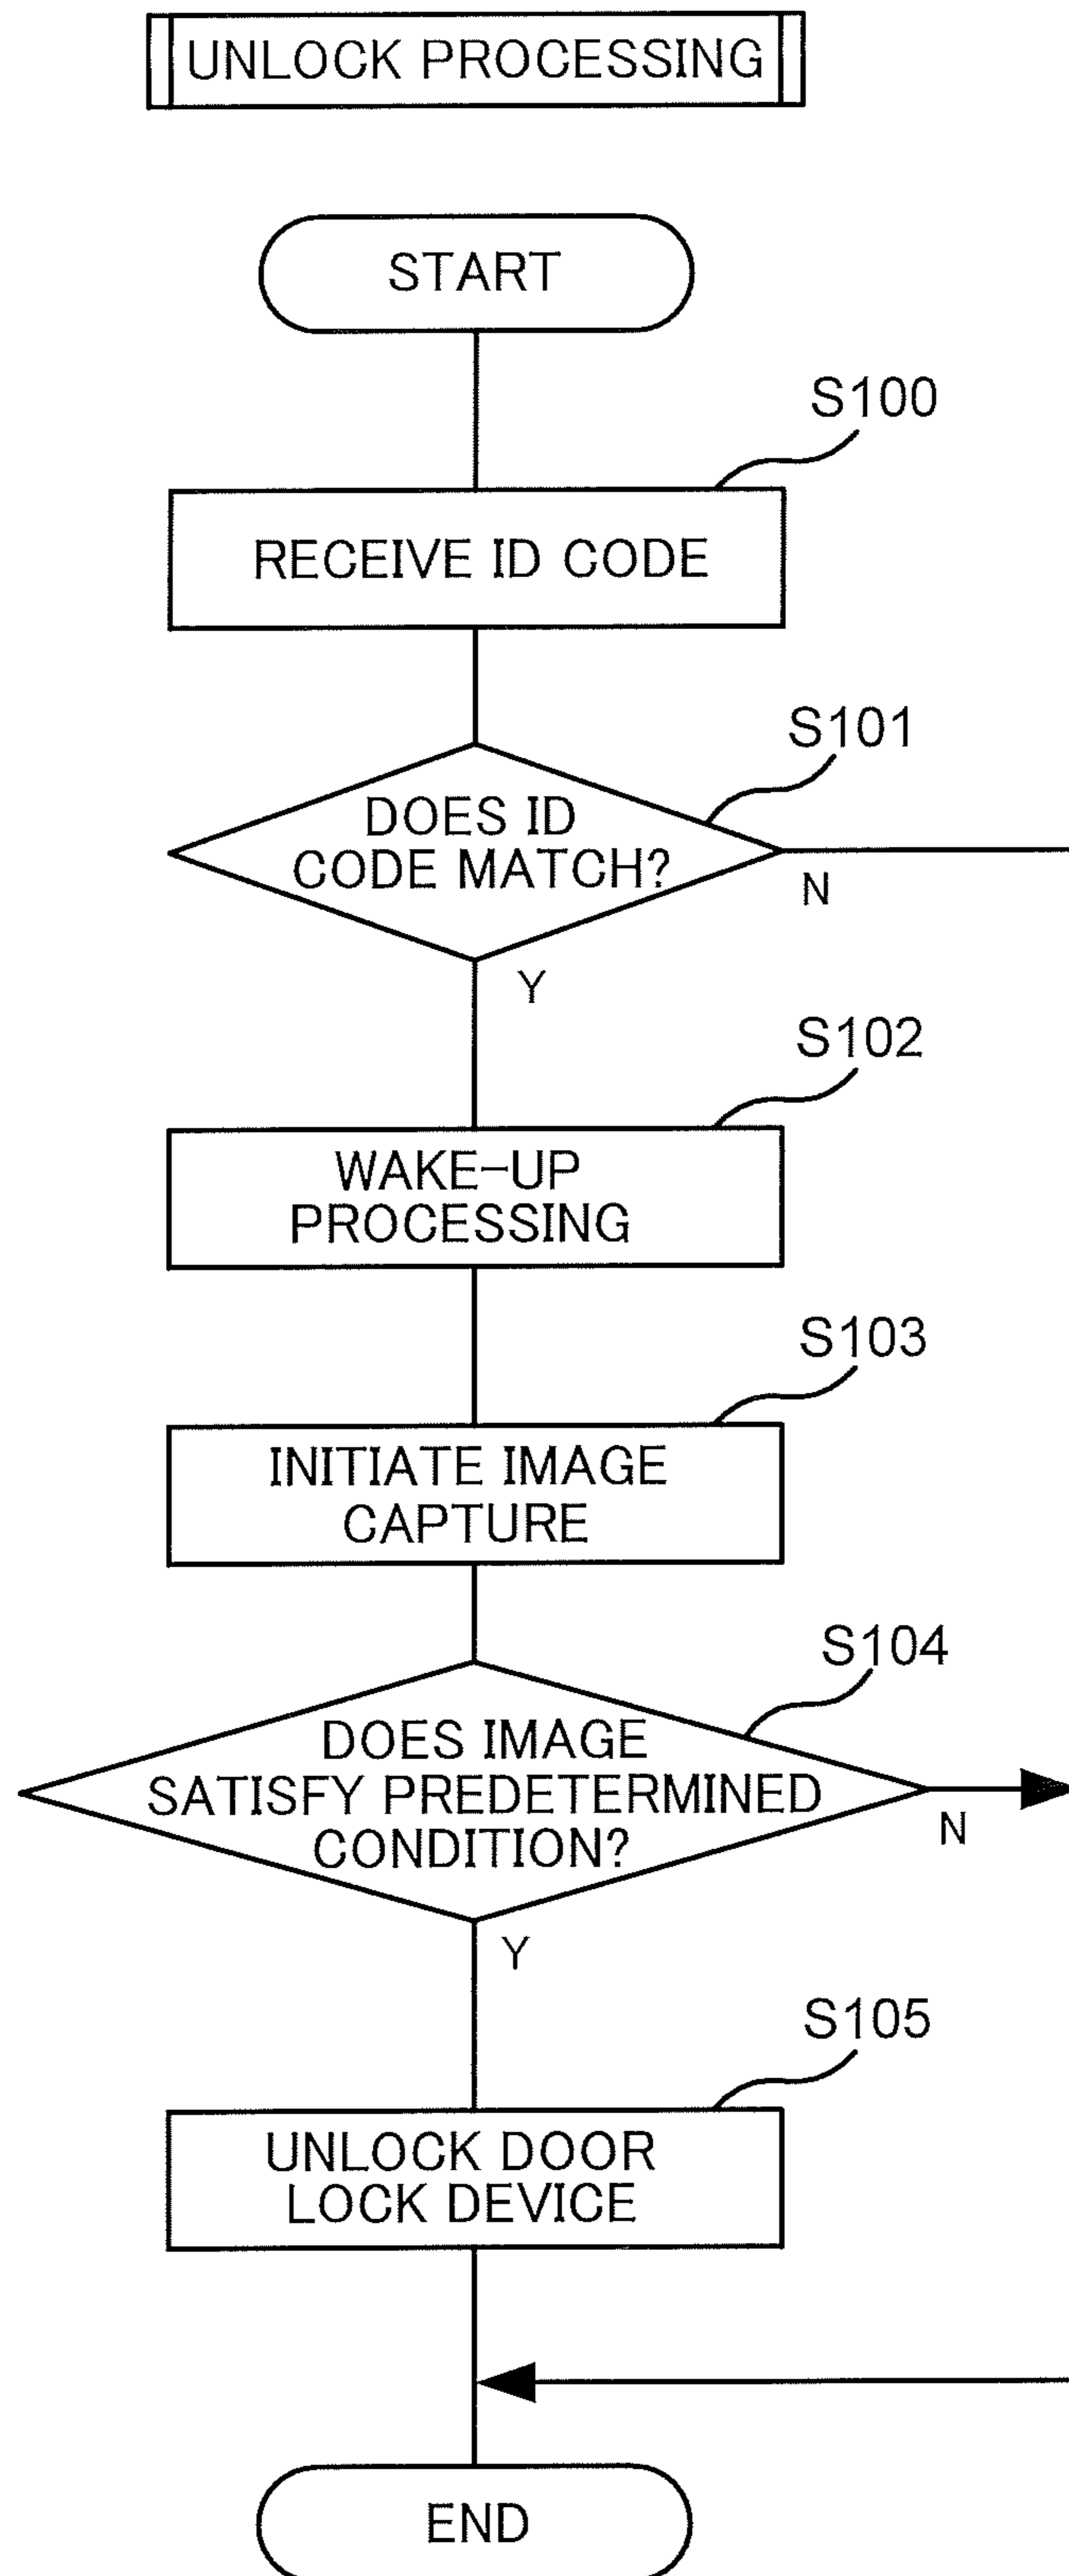 UNLOCK PROCESSING
START
S100
RECEIVE ID CODE
S101
DOES ID
CODE MATCH?
N
Y
S102
WAKE-UP
PROCESSING
S103
INITIATE IMAGE
CAPTURE
S104
DOES IMAGE
SATISFY PREDETERMINED
CONDITION?
N
Y
S105
UNLOCK DOOR
LOCK DEVICE
END